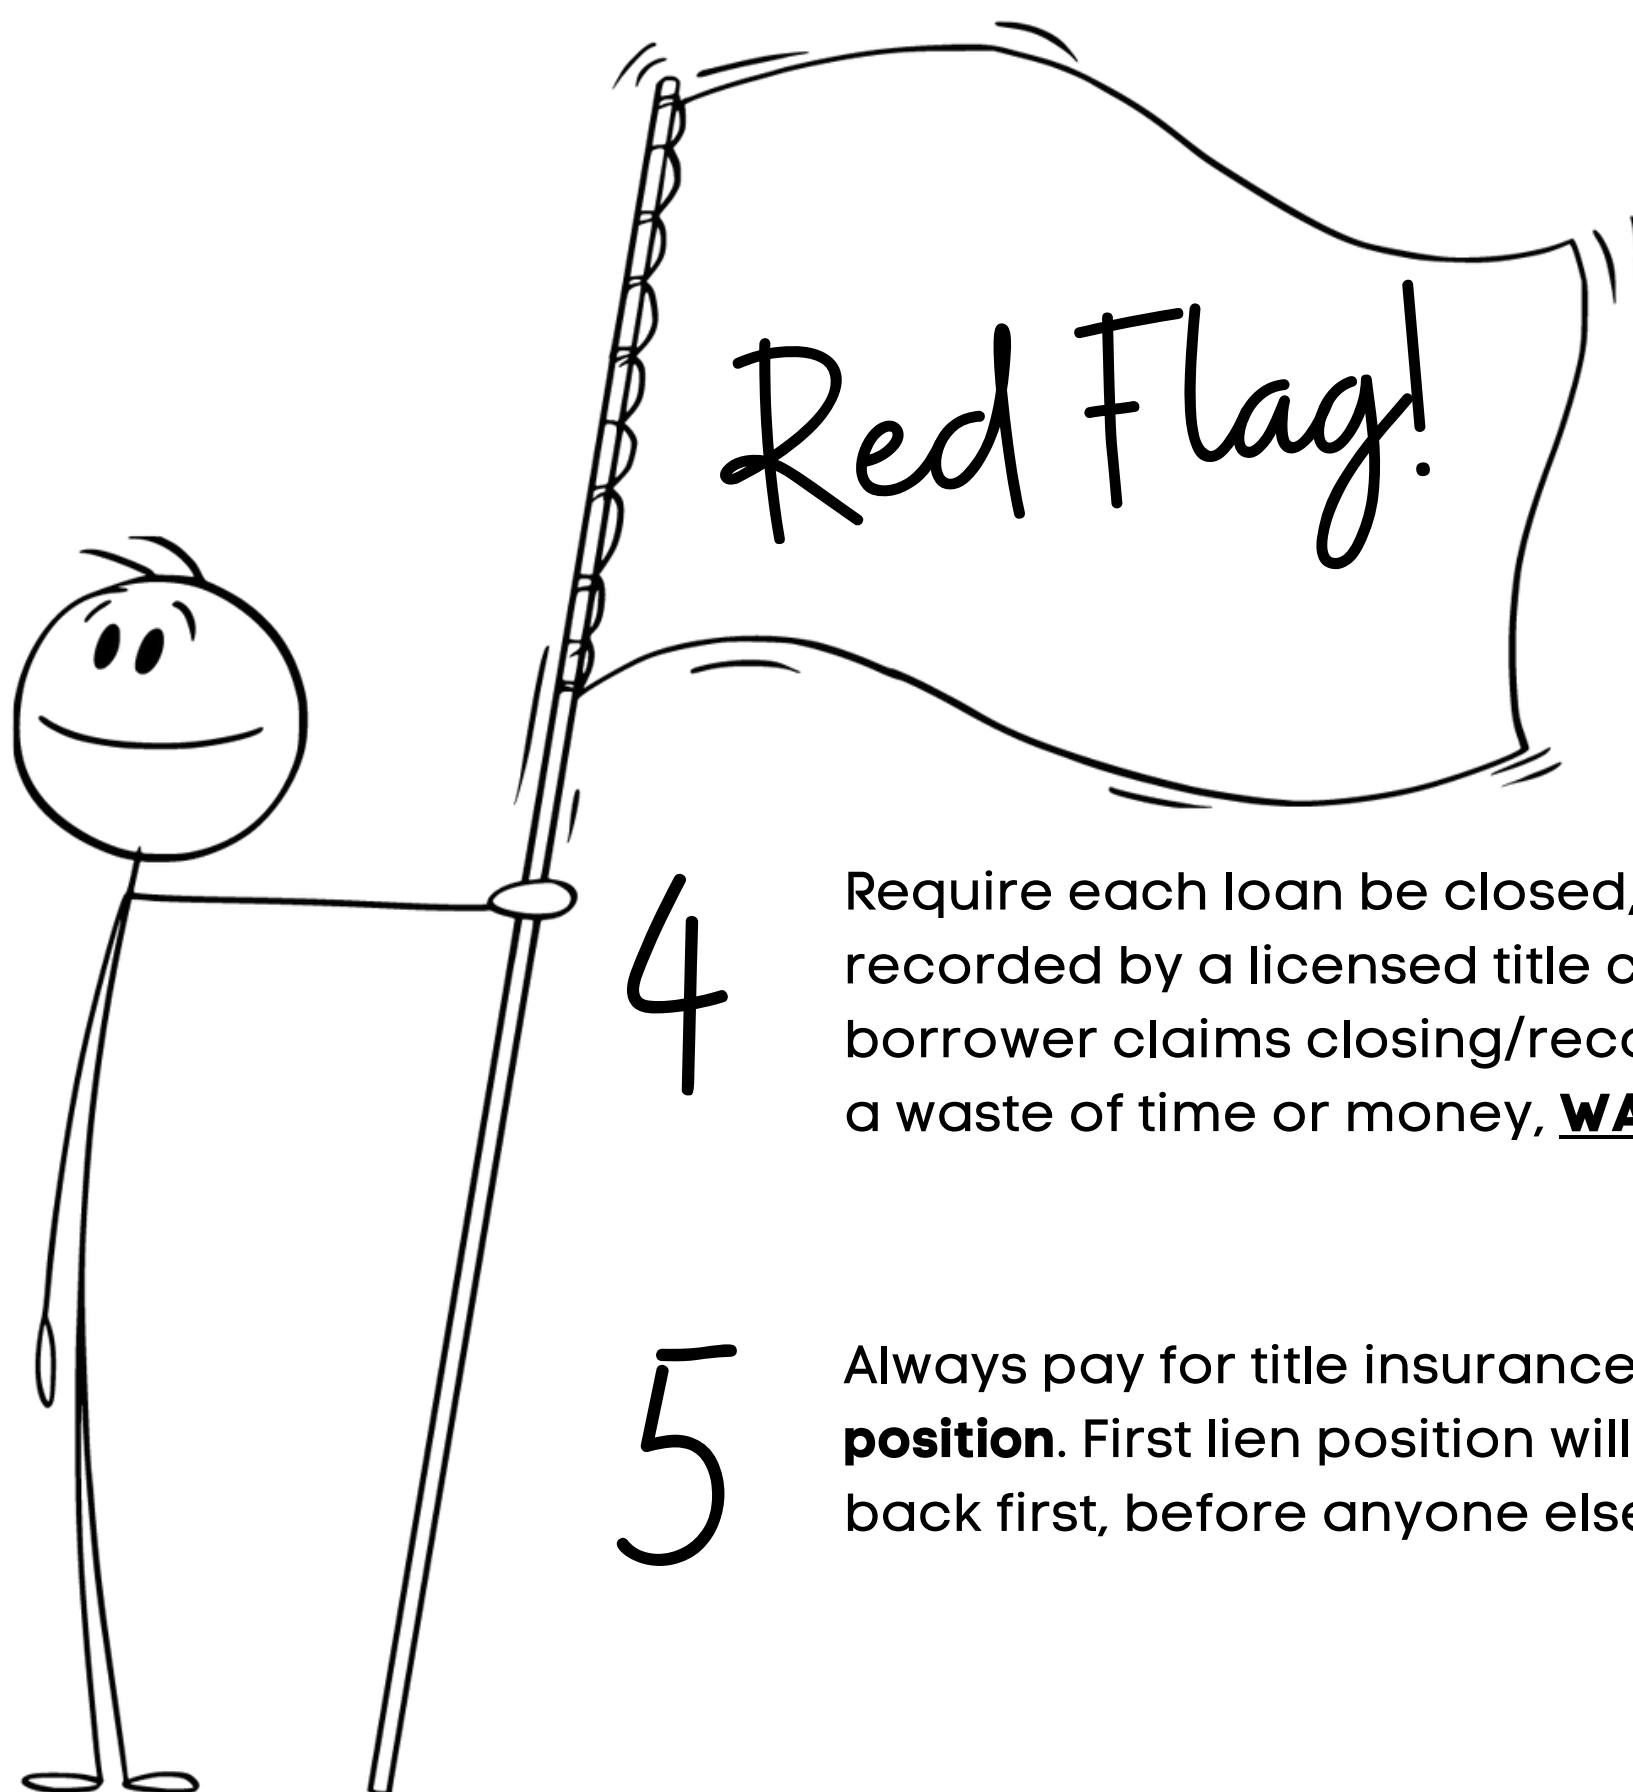 Red Flag!
4
Require each loan be closed,
recorded by a licensed title
borrower claims closing/
a waste of time or money,
5
Always pay for title insurance
position. First lien position will
back first, before anyone else